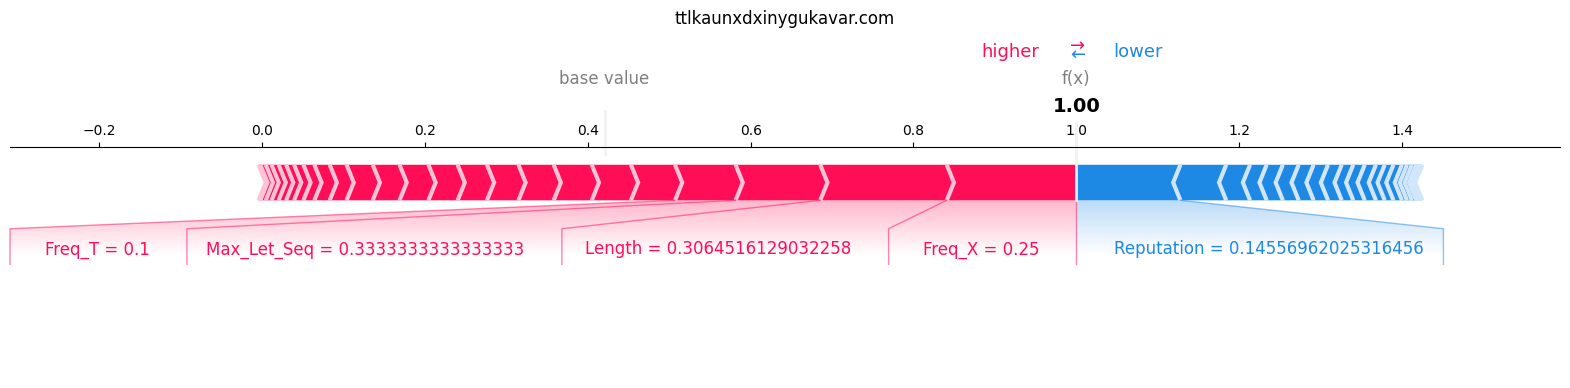 ttlkaunxdxinygukavar.com
higher → ← lower
base value f(x)
1.00
−0.2 0.0 0.2 0.4 0.6 0.8 1.0 1.2 1.4
Freq_T = 0.1 Max_Let_Seq = 0.3333333333333333 Length = 0.3064516129032258 Freq_X = 0.25 Reputation = 0.14556962025316456